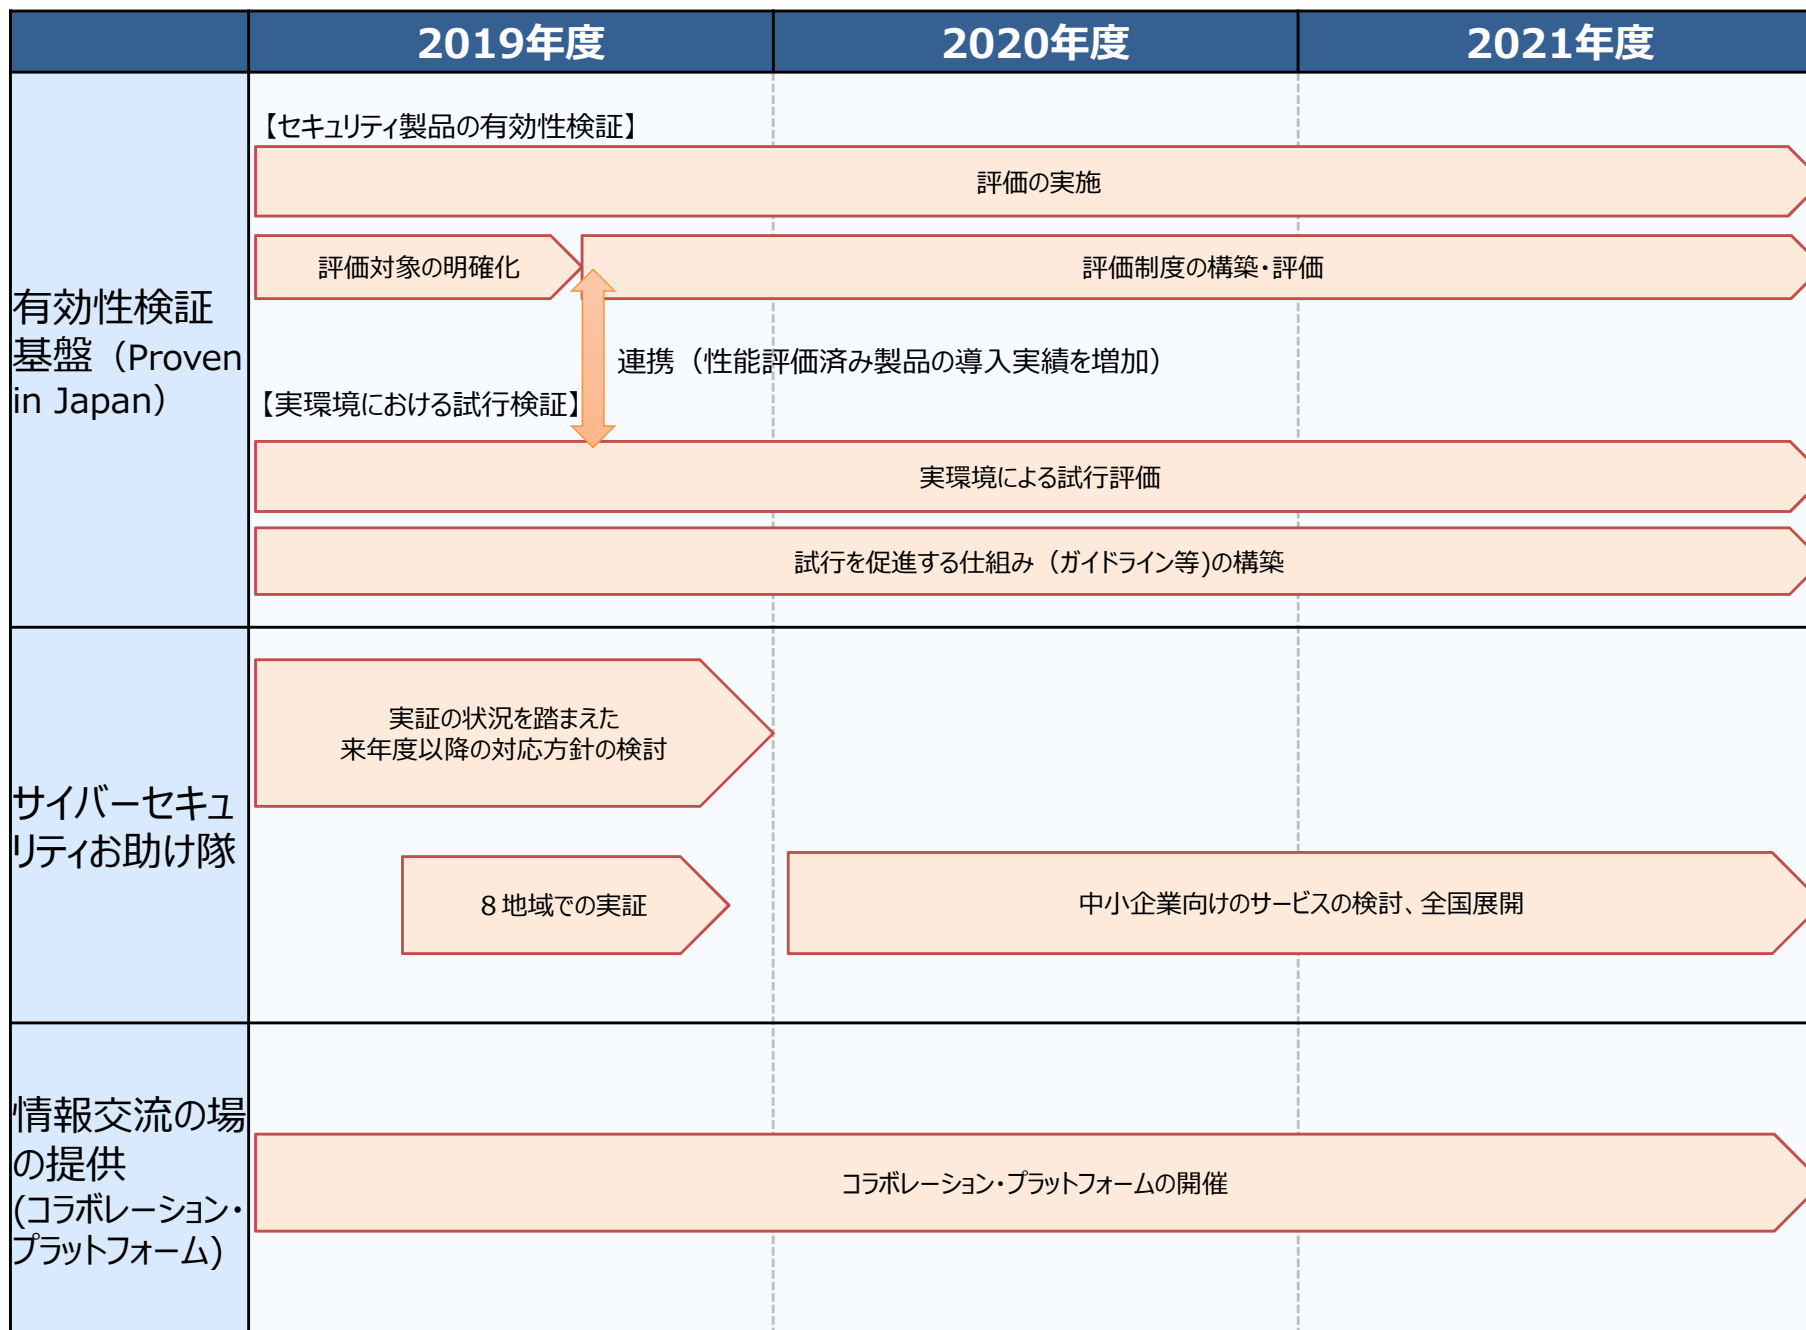 2019年度
2020年度
2021年度
有効性検証
基盤（Proven
in Japan）
【セキュリティ製品の有効性検証】
評価の実施
評価対象の明確化
評価制度の構築・評価
連携（性能評価済み製品の導入実績を増加）
【実環境における試行検証】
実環境による試行評価
試行を促進する仕組み（ガイドライン等)の構築
サイバーセキュ
リティお助け隊
実証の状況を踏まえた
来年度以降の対応方針の検討
８地域での実証
中小企業向けのサービスの検討、全国展開
情報交流の場
の提供
(コラボレーション・
プラットフォーム)
コラボレーション・プラットフォームの開催